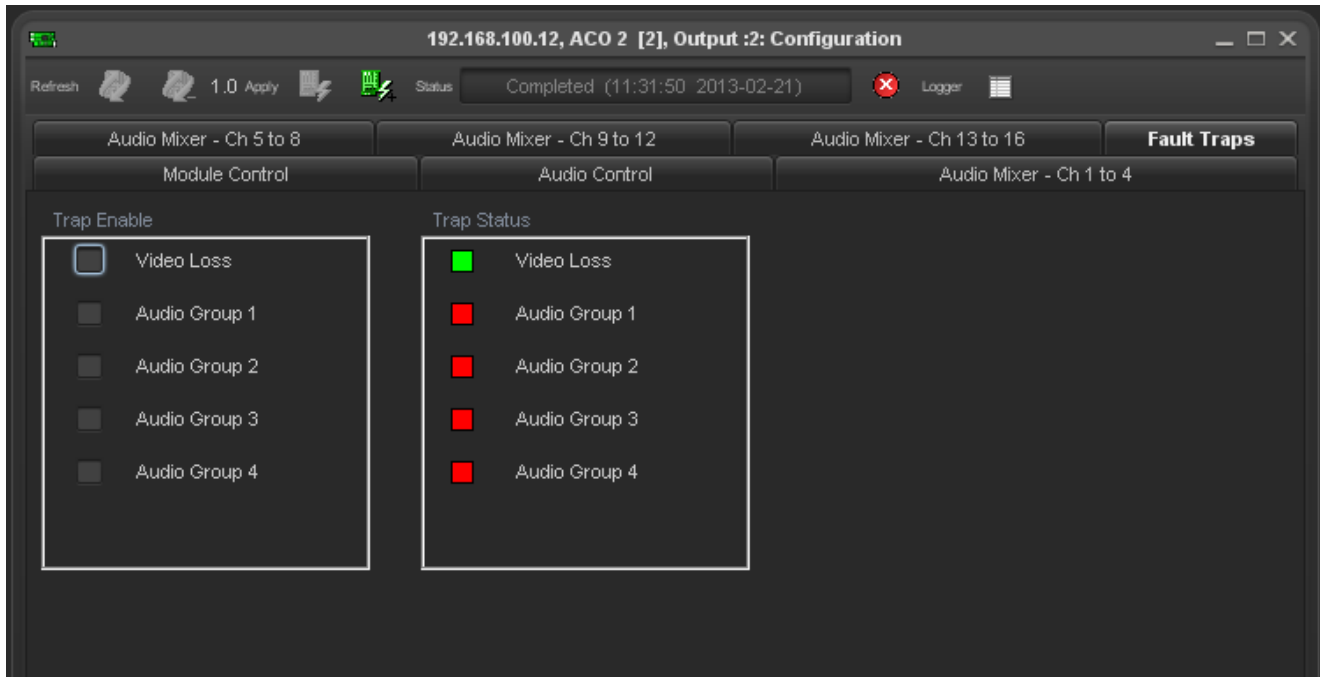 192.168.100.12, ACO 2 [2], Output :2: Configuration
Refresh 1.0 Apply Status Completed (11:31:50 2013-02-21) Logger
Audio Mixer - Ch 5 to 8 Audio Mixer - Ch 9 to 12 Audio Mixer - Ch 13 to 16 Fault Traps
Module Control Audio Control Audio Mixer - Ch 1 to 4
Trap Enable
Video Loss
Audio Group 1
Audio Group 2
Audio Group 3
Audio Group 4
Trap Status
Video Loss
Audio Group 1
Audio Group 2
Audio Group 3
Audio Group 4